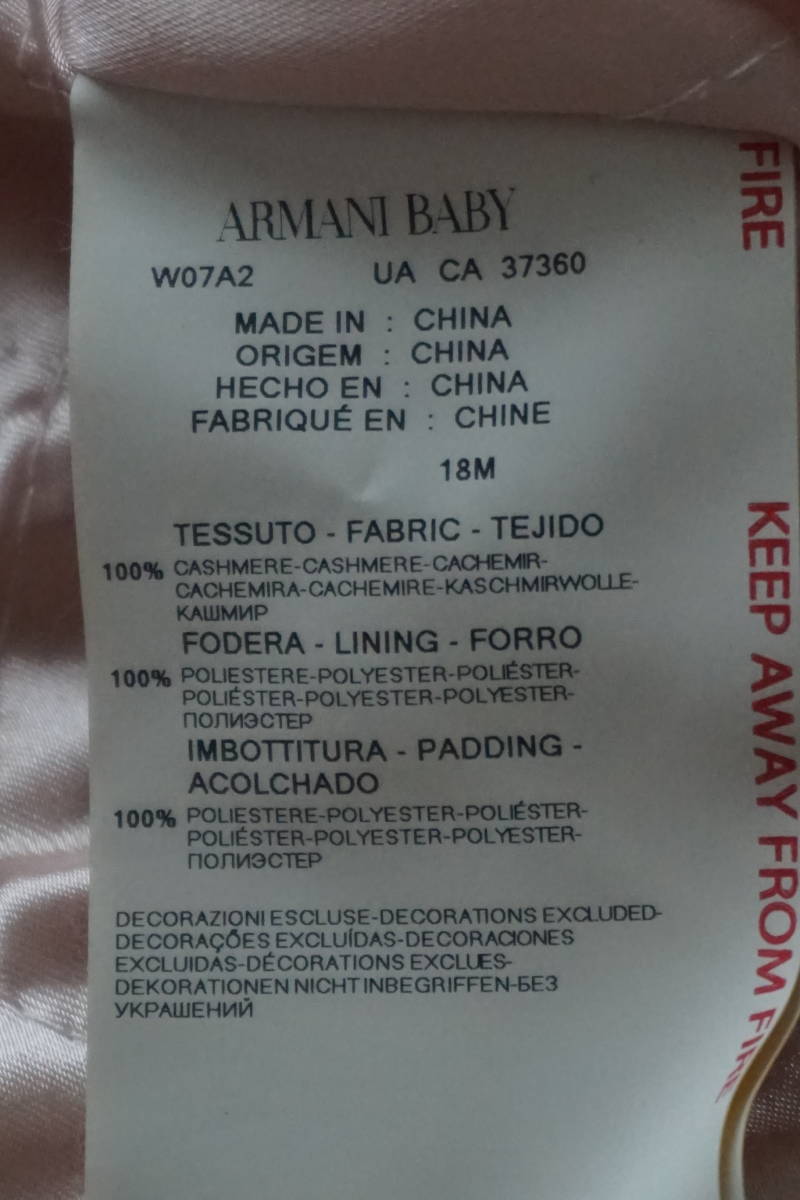 ARMANI BABY
W07A2 UA CA 37360
MADE IN : CHINA
ORIGEM : CHINA
HECHO EN : CHINA
FABRIQUÉ EN : CHINE
18M
TESSUTO - FABRIC - TEJIDO
100% CASHMERE-CASHMERE-CACHEMIR-
CACHEMIRA-CACHEMIRE-KASCHMIRWOLLE-
КАШМИР
FODERA - LINING - FORRO
100% POLIESTERE-POLYESTER-POLIÉSTER-
POLIÉSTER-POLYESTER-POLYESTER-
ПОЛИЭСТЕР
IMBOTTITURA - PADDING -
ACOLCHADO
100% POLIESTERE-POLYESTER-POLIÉSTER-
POLIÉSTER-POLYESTER-POLYESTER-
ПОЛИЭСТЕР
DECORAZIONI ESCLUSE-DECORATIONS EXCLUDED-
DECORAÇÕES EXCLUÍDAS-DECORACIONES
EXCLUIDAS-DÉCORATIONS EXCLUES-
DEKORATIONEN NICHT INBEGRIFFEN-БЕЗ
УКРАШЕНИЙ
FIRE
KEEP AWAY FROM FIRE